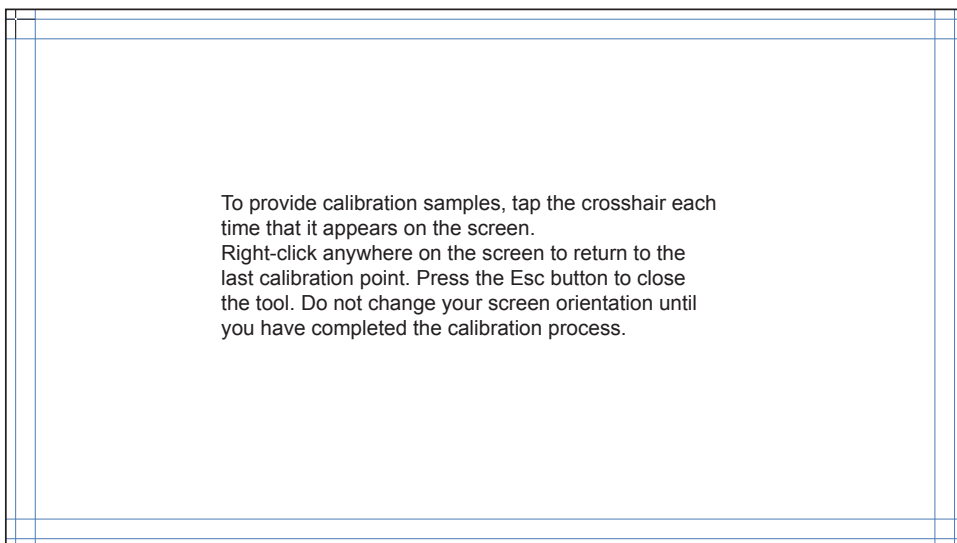 To provide calibration samples, tap the crosshair each
time that it appears on the screen.
Right-click anywhere on the screen to return to the
last calibration point. Press the Esc button to close
the tool. Do not change your screen orientation until
you have completed the calibration process.